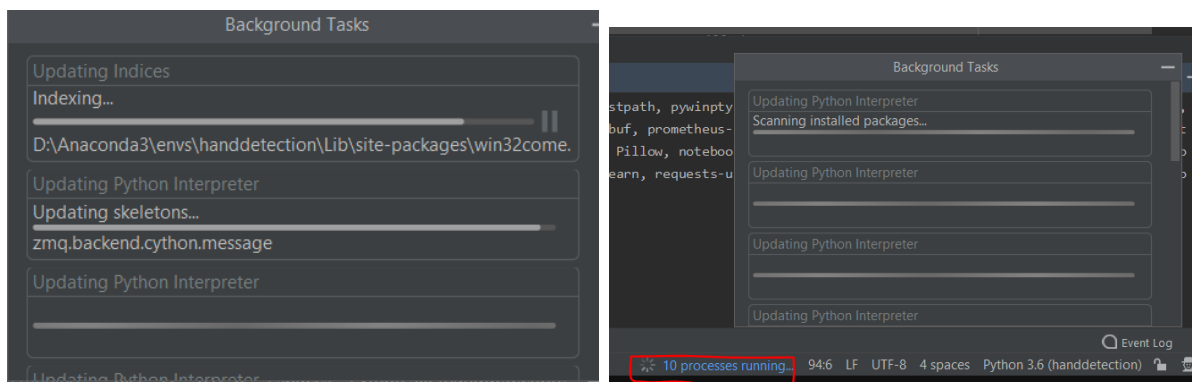 Background Tasks
Updating Indices
Indexing...
D:\Anaconda3\envs\handdetection\Lib\site-packages\win32come.
Updating Python Interpreter
Updating skeletons...
zmq.backend.cython.message
Updating Python Interpreter
Updating Python Interpreter
Background Tasks
stpath, pywinpty
buf, prometheus-
Pillow, noteboo
earn, requests-u
Updating Python Interpreter
Scanning installed packages...
Updating Python Interpreter
Updating Python Interpreter
Updating Python Interpreter
Event Log
10 processes running... 94:6 LF UTF-8 4 spaces Python 3.6 (handdetection)